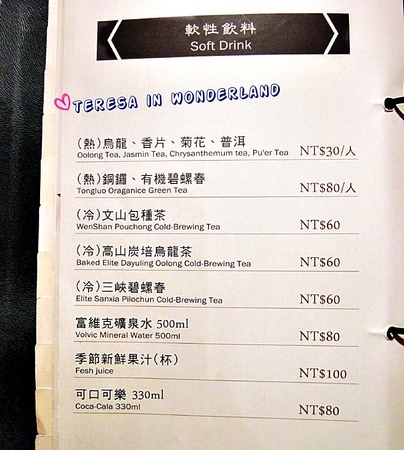 軟性飲料
Soft Drink
TERESA IN WONDERLAND
(熱)烏龍、香片、菊花、普洱
Oolong Tea, Jasmin Tea, Chrysanthemum tea, Pu'er Tea NT$30/人
(熱)銅鑼、有機碧螺春
Tongluo Oraganice Green Tea NT$80/人
(冷)文山包種茶
WenShan Pouchong Cold-Brewing Tea NT$60
(冷)高山炭培烏龍茶
Baked Elite Dayuling Oolong Cold-Brewing Tea NT$60
(冷)三峽碧螺春
Elite Sanxia Pilochun Cold-Brewing Tea NT$60
富維克礦泉水 500ml
Volvic Mineral Water 500ml NT$80
季節新鮮果汁(杯)
Fesh juice NT$100
可口可樂 330ml
Coca-Cala 330ml NT$80